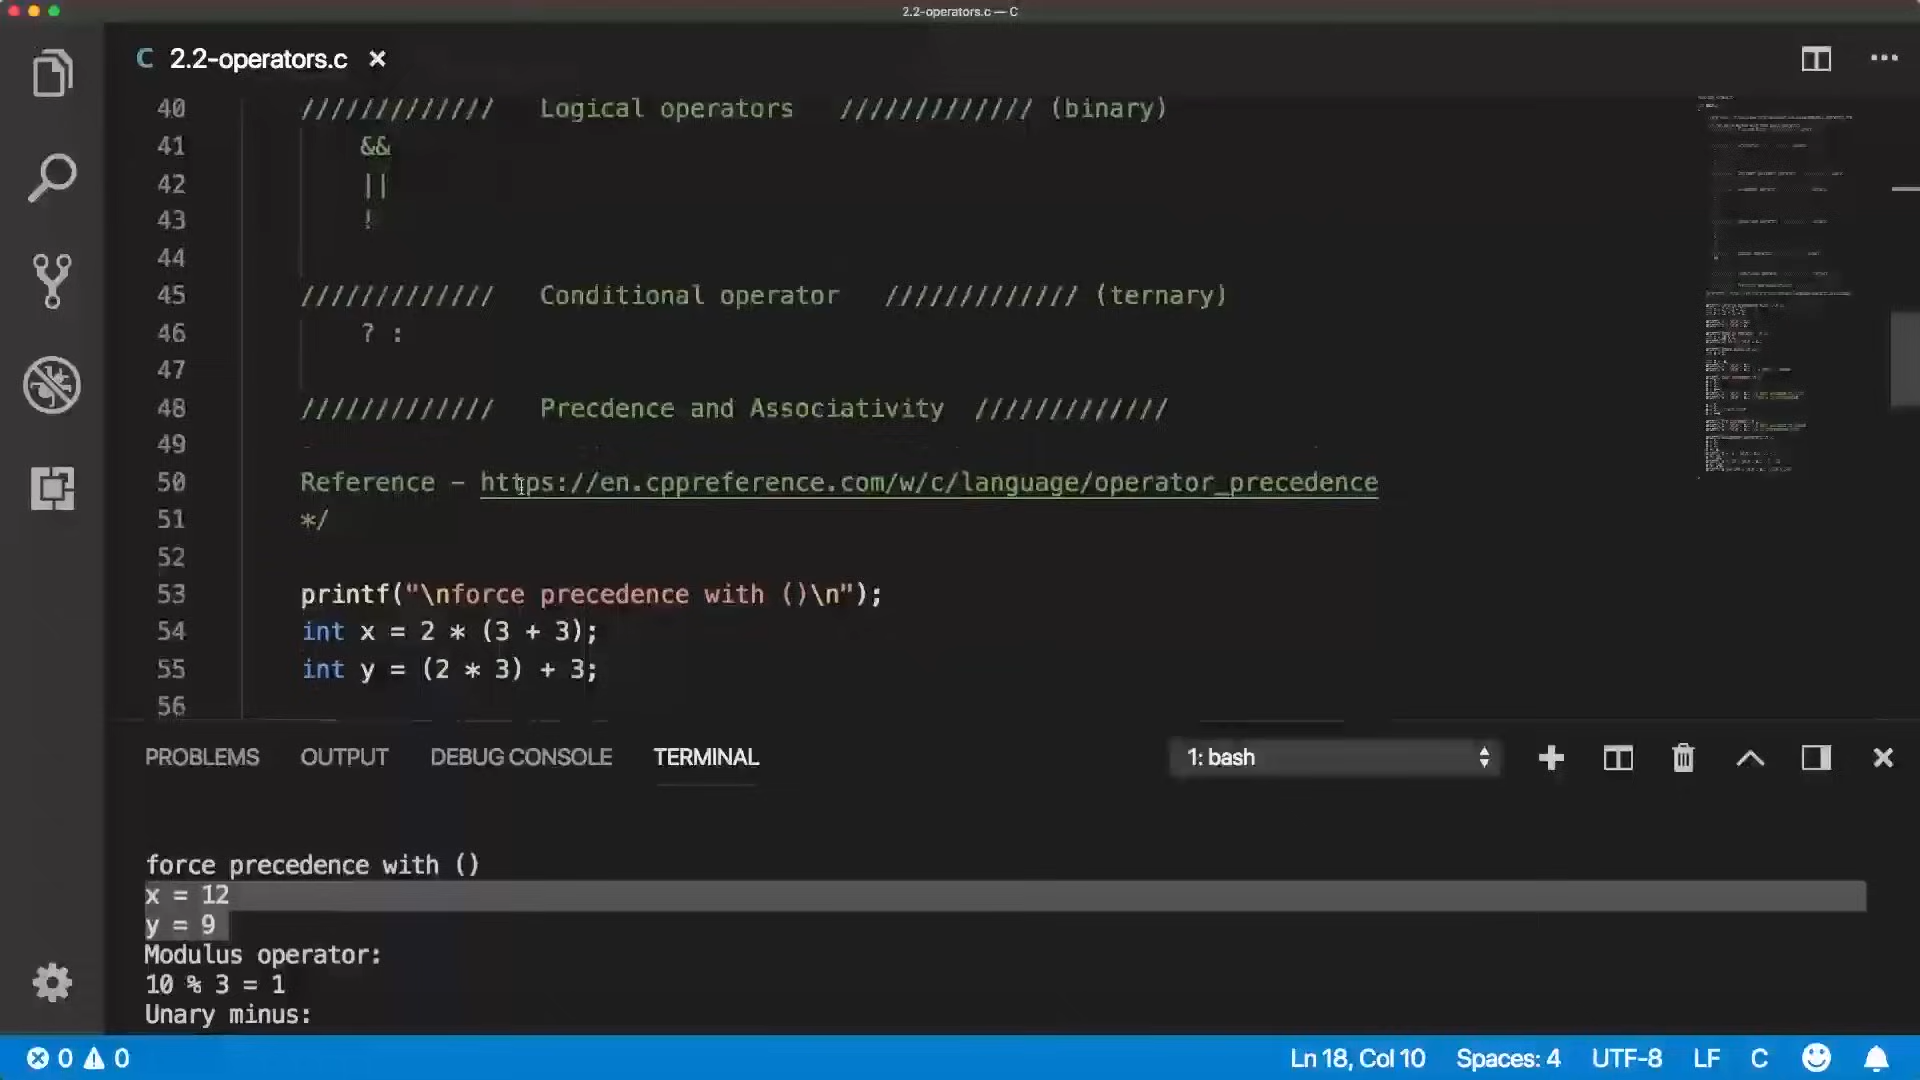 2.2-operators.c — C
C 2.2-operators.c ×
40 ///////////// Logical operators ///////////// (binary)
41 &&
42 ||
43 !
44
45 ///////////// Conditional operator ///////////// (ternary)
46 ? :
47
48 ///////////// Precdence and Associativity /////////////
49
50 Reference - https://en.cppreference.com/w/c/language/operator_precedence
51 */
52
53 printf("\nforce precedence with ()\n");
54 int x = 2 * (3 + 3);
55 int y = (2 * 3) + 3;
56
PROBLEMS OUTPUT DEBUG CONSOLE TERMINAL 1: bash
force precedence with ()
x = 12
y = 9
Modulus operator:
10 % 3 = 1
Unary minus:
0 0 Ln 18, Col 10 Spaces: 4 UTF-8 LF C